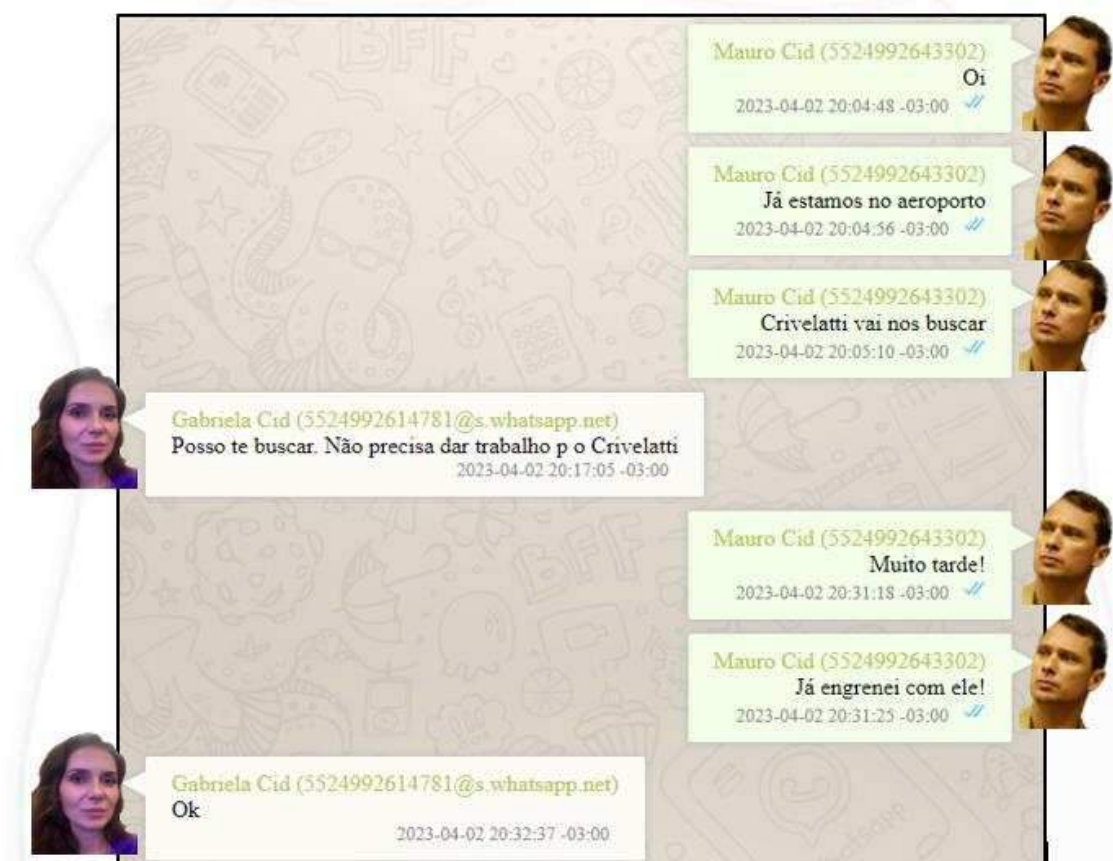 Mauro Cid (5524992643302)
Oi
2023-04-02 20:04:48 -03:00
Mauro Cid (5524992643302)
Já estamos no aeroporto
2023-04-02 20:04:56 -03:00
Mauro Cid (5524992643302)
Crivelatti vai nos buscar
2023-04-02 20:05:10 -03:00
Gabriela Cid (5524992614781@s.whatsapp.net)
Posso te buscar. Não precisa dar trabalho p o Crivelatti
2023-04-02 20:17:05 -03:00
Mauro Cid (5524992643302)
Muito tarde!
2023-04-02 20:31:18 -03:00
Mauro Cid (5524992643302)
Já engrenei com ele!
2023-04-02 20:31:25 -03:00
Gabriela Cid (5524992614781@s.whatsapp.net)
Ok
2023-04-02 20:32:37 -03:00